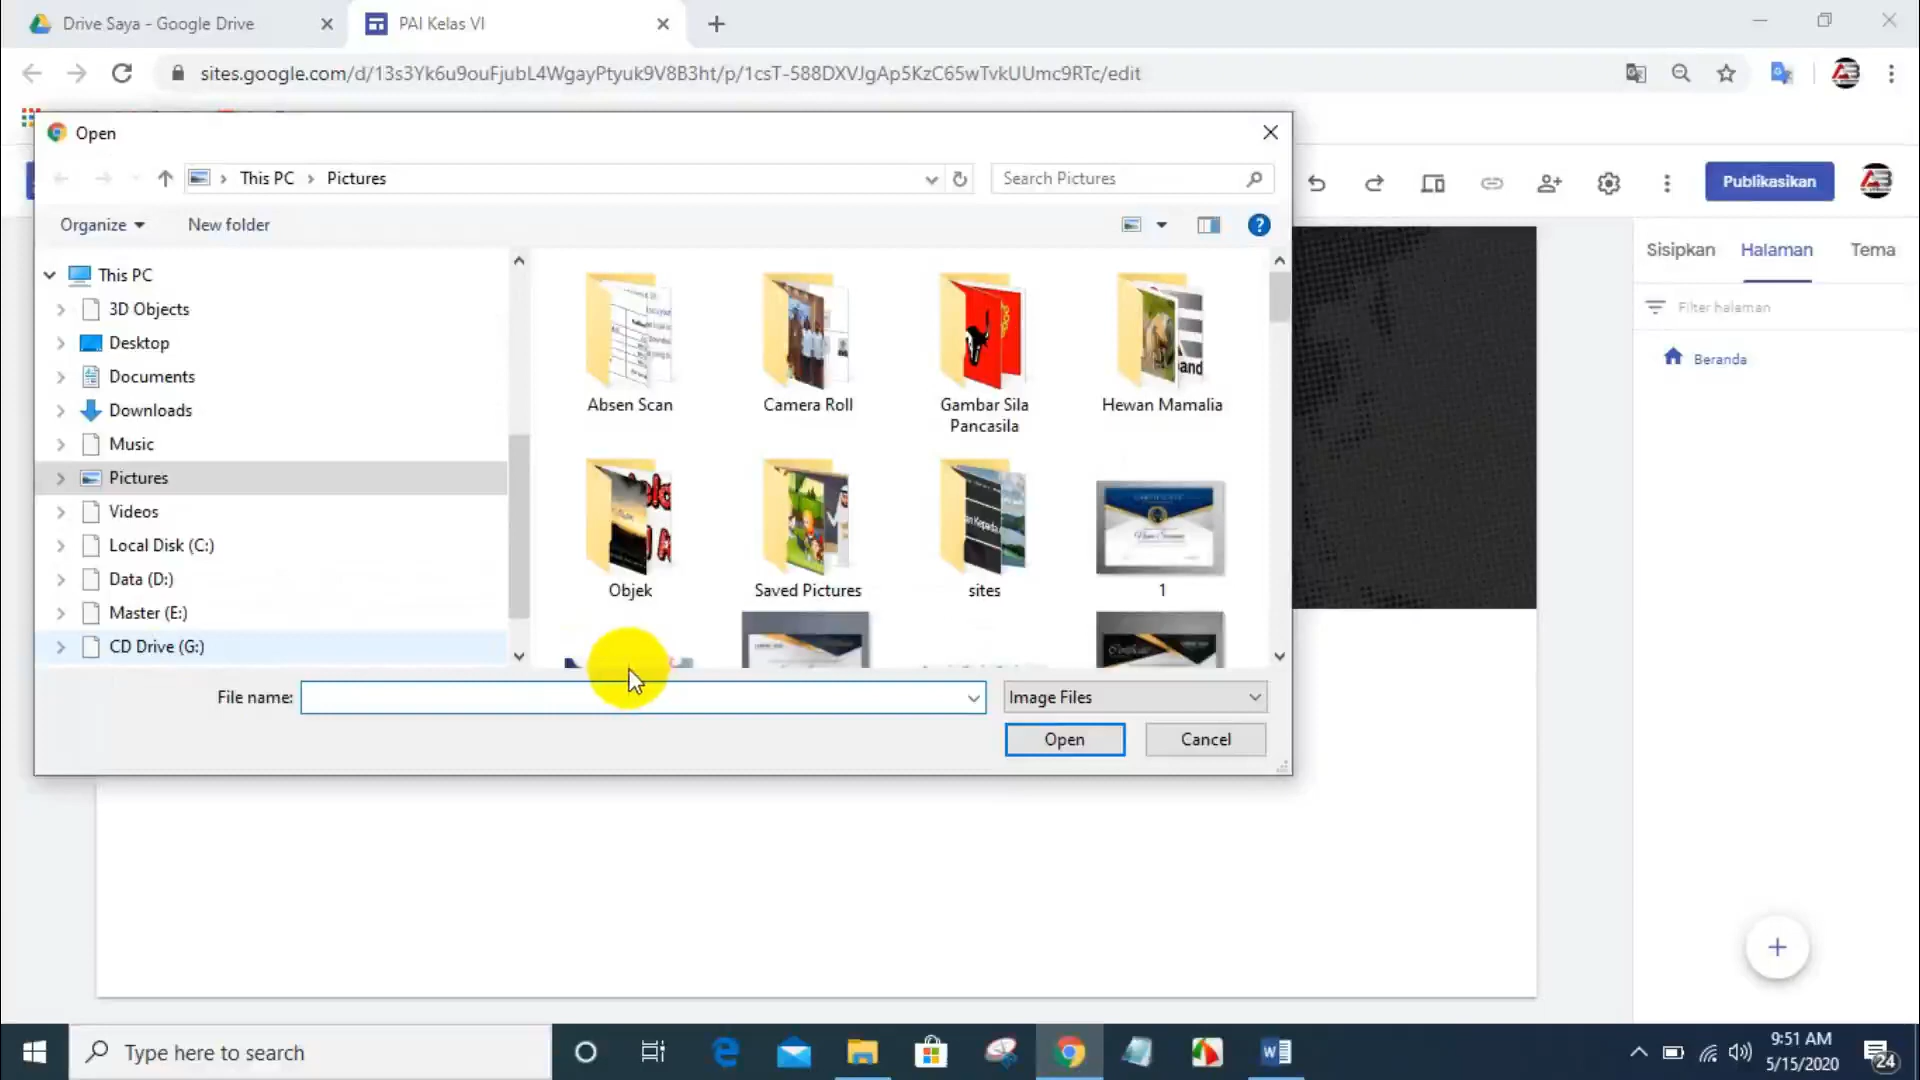 Drive Saya - Google Drive
PAI Kelas VI
sites.google.com/d/13s3Yk6u9ouFjubL4WgayPtyuk9V8B3ht/p/1csT-588DXVJgAp5KzC65wTvkUUmc9RTc/edit
Open
This PC
Pictures
Search Pictures
Publikasikan
Organize
New folder
Sisipkan
Halaman
Tema
This PC
3D Objects
Desktop
Documents
Downloads
Music
Pictures
Videos
Local Disk (C:)
Data (D:)
Master (E:)
CD Drive (G:)
Absen Scan
Camera Roll
Gambar Sila
Pancasila
Hewan Mamalia
Objek
Saved Pictures
sites
1
Filter halaman
Beranda
File name:
Image Files
Open
Cancel
Type here to search
9:51 AM
5/15/2020
24